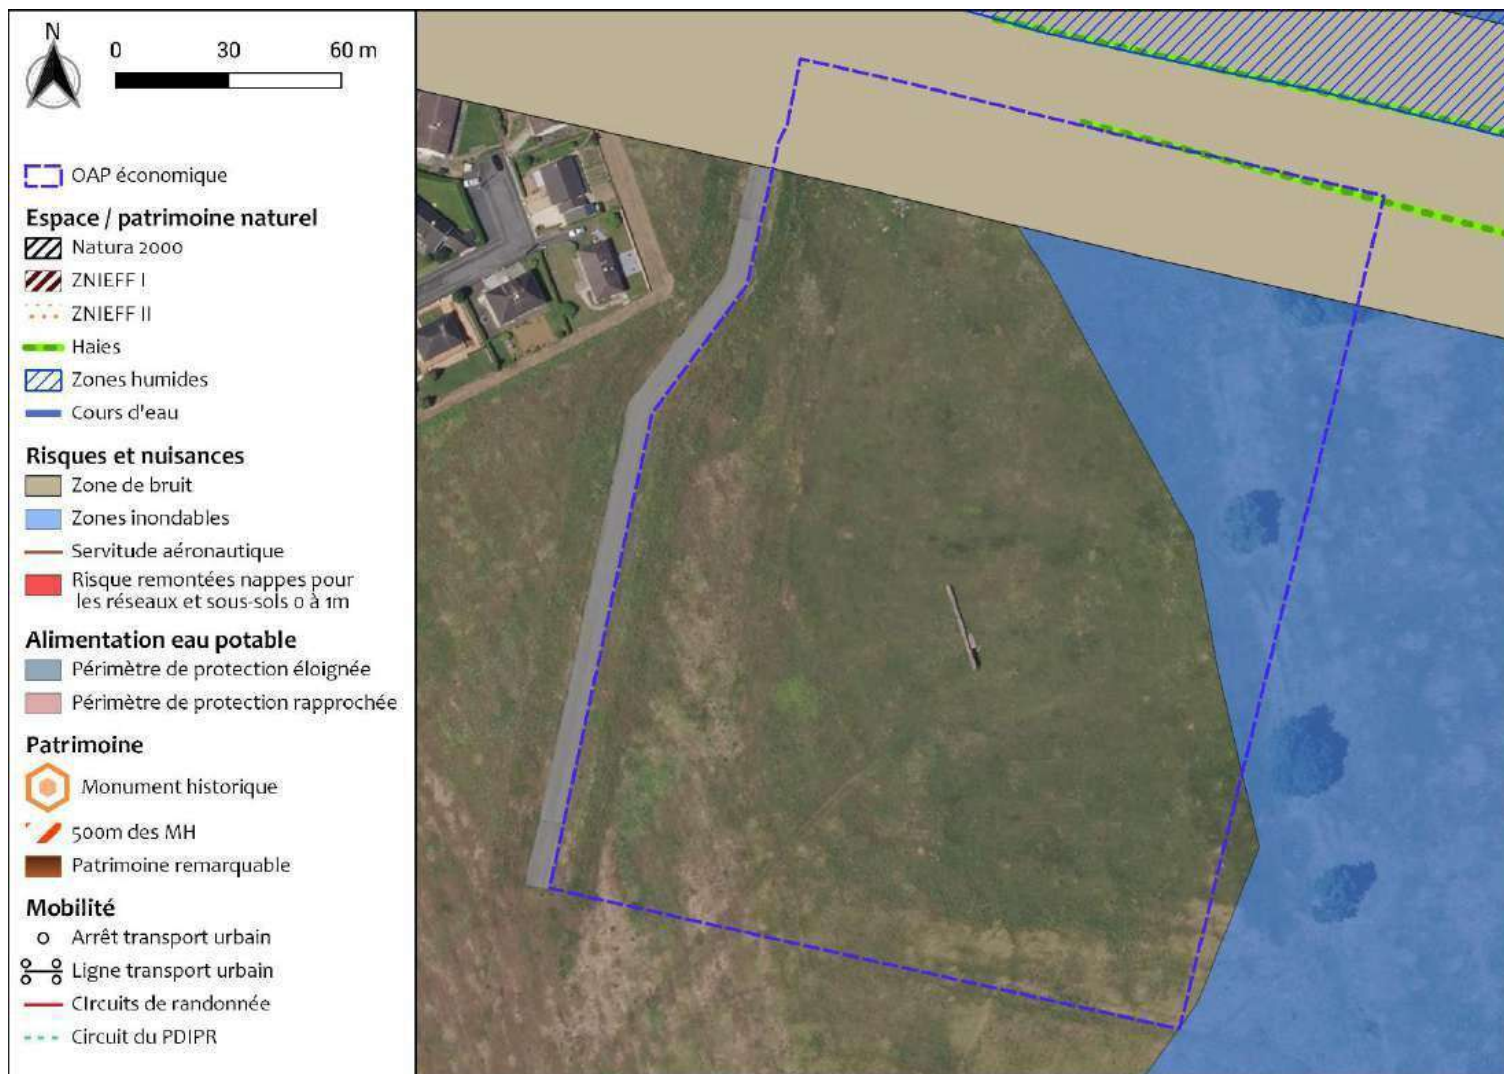 N
0 30 60 m
OAP économique
Espace / patrimoine naturel
Natura 2000
ZNIEFF I
ZNIEFF II
Haies
Zones humides
Cours d'eau
Risques et nuisances
Zone de bruit
Zones inondables
Servitude aéronautique
Risque remontées nappes pour
les réseaux et sous-sols 0 à 1m
Alimentation eau potable
Périmètre de protection éloignée
Périmètre de protection rapprochée
Patrimoine
Monument historique
500m des MH
Patrimoine remarquable
Mobilité
Arrêt transport urbain
Ligne transport urbain
CIrcuits de randonnée
Circuit du PDIPR